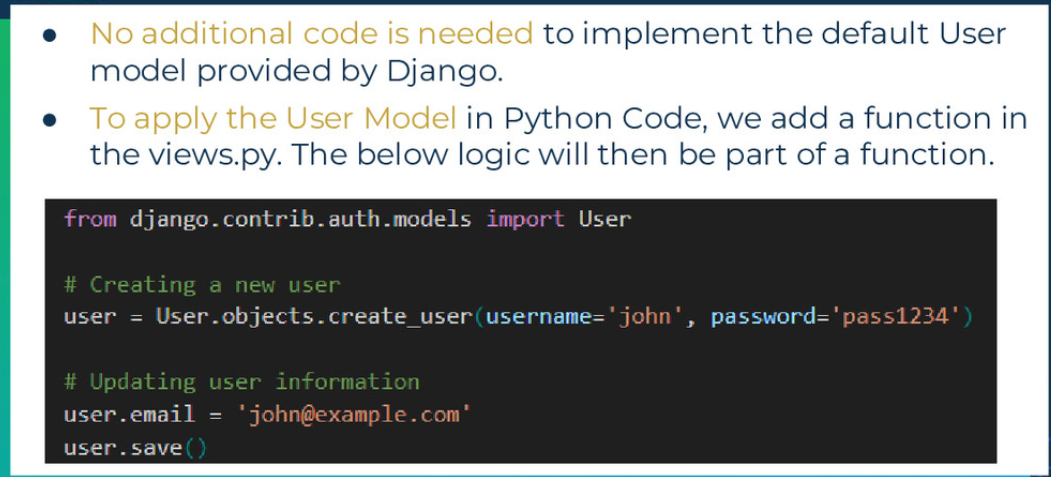 ● No additional code is needed to implement the default User
model provided by Django.
● To apply the User Model in Python Code, we add a function in
the views.py. The below logic will then be part of a function.
from django.contrib.auth.models import User
# Creating a new user
user = User.objects.create_user(username='john', password='pass1234')
# Updating user information
user.email = 'john@example.com'
user.save()